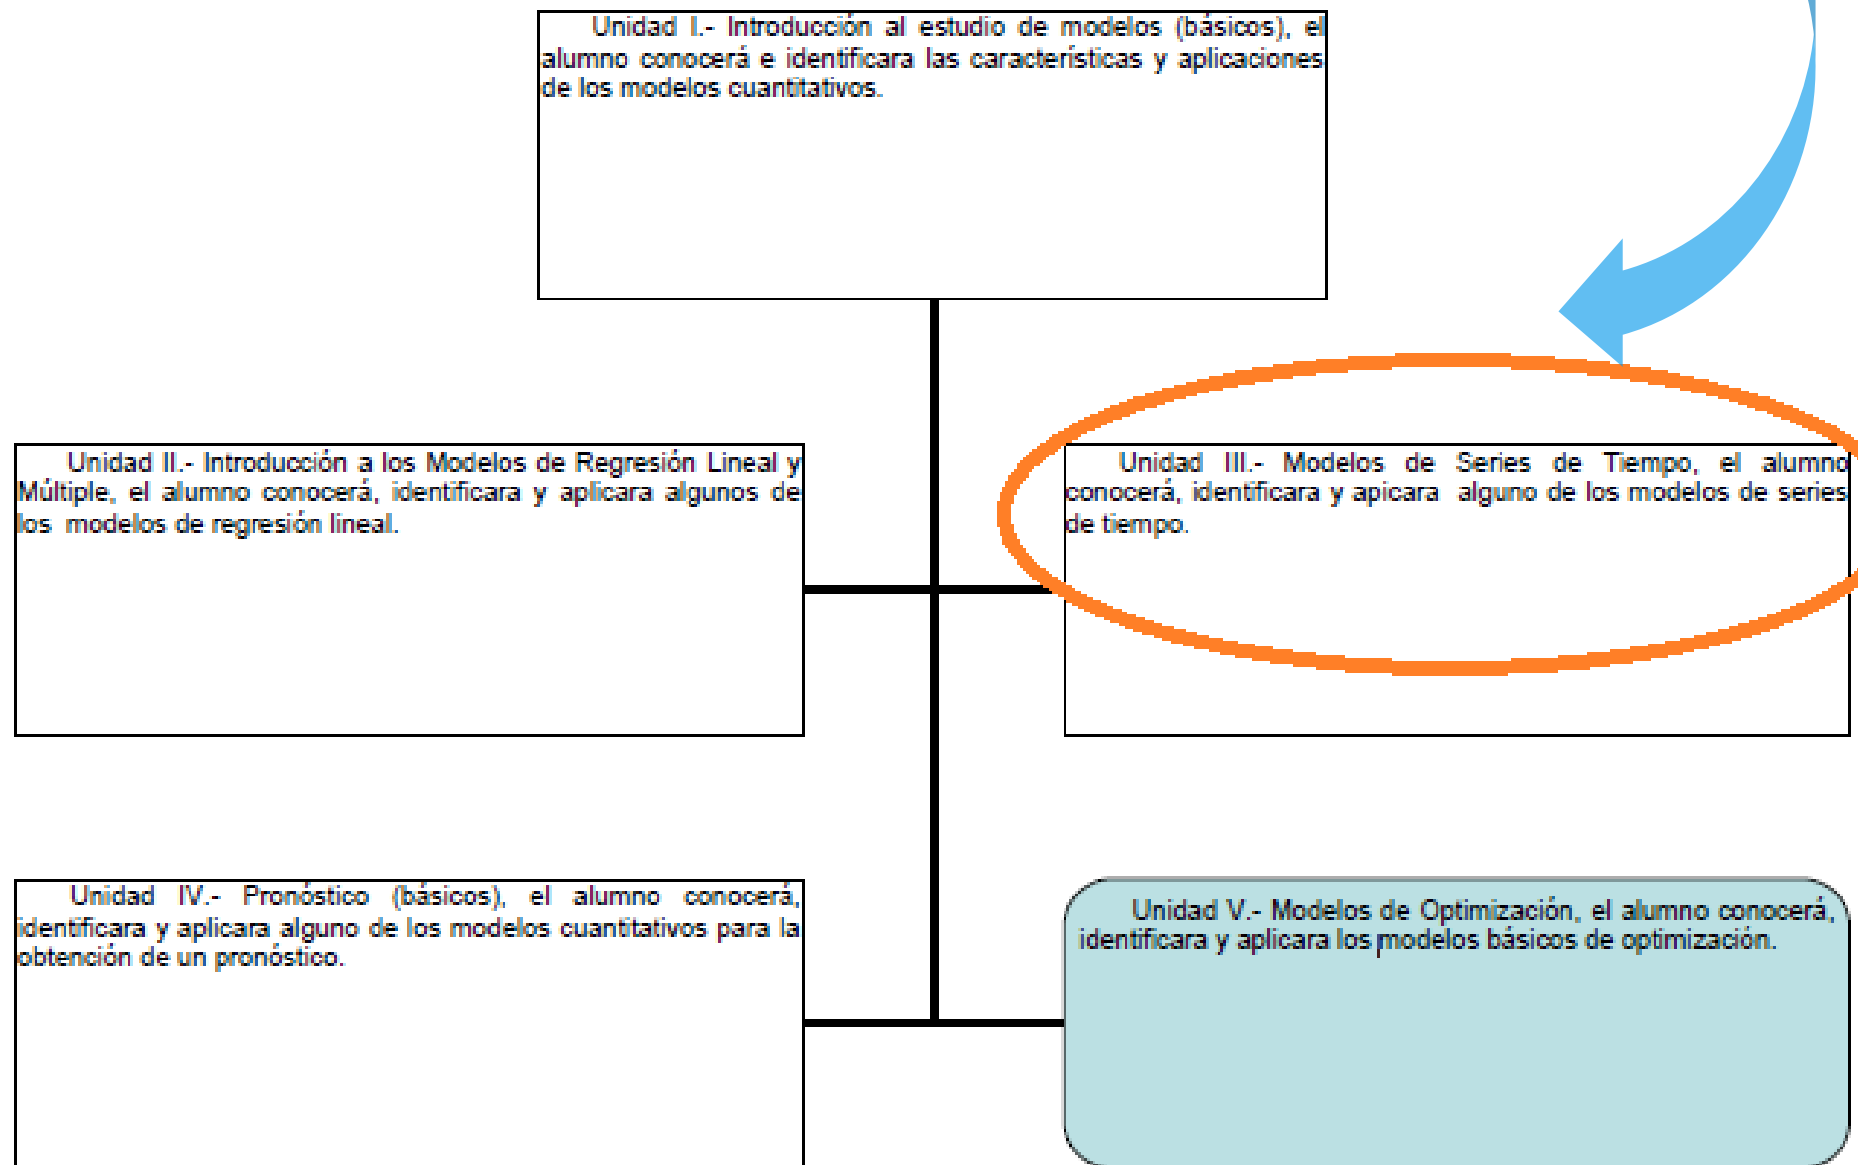 Unidad I.- Introducción al estudio de modelos (básicos), el
alumno conocerá e identificara las características y aplicaciones
de los modelos cuantitativos.
Unidad II.- Introducción a los Modelos de Regresión Lineal y
Múltiple, el alumno conocerá, identificara y aplicara algunos de
los modelos de regresión lineal.
Unidad III.- Modelos de Series de Tiempo, el alumno
conocerá, identificara y apicara alguno de los modelos de series
de tiempo.
Unidad IV.- Pronóstico (básicos), el alumno conocerá,
identificara y aplicara alguno de los modelos cuantitativos para la
obtención de un pronóstico.
Unidad V.- Modelos de Optimización, el alumno conocerá,
identificara y aplicara los modelos básicos de optimización.